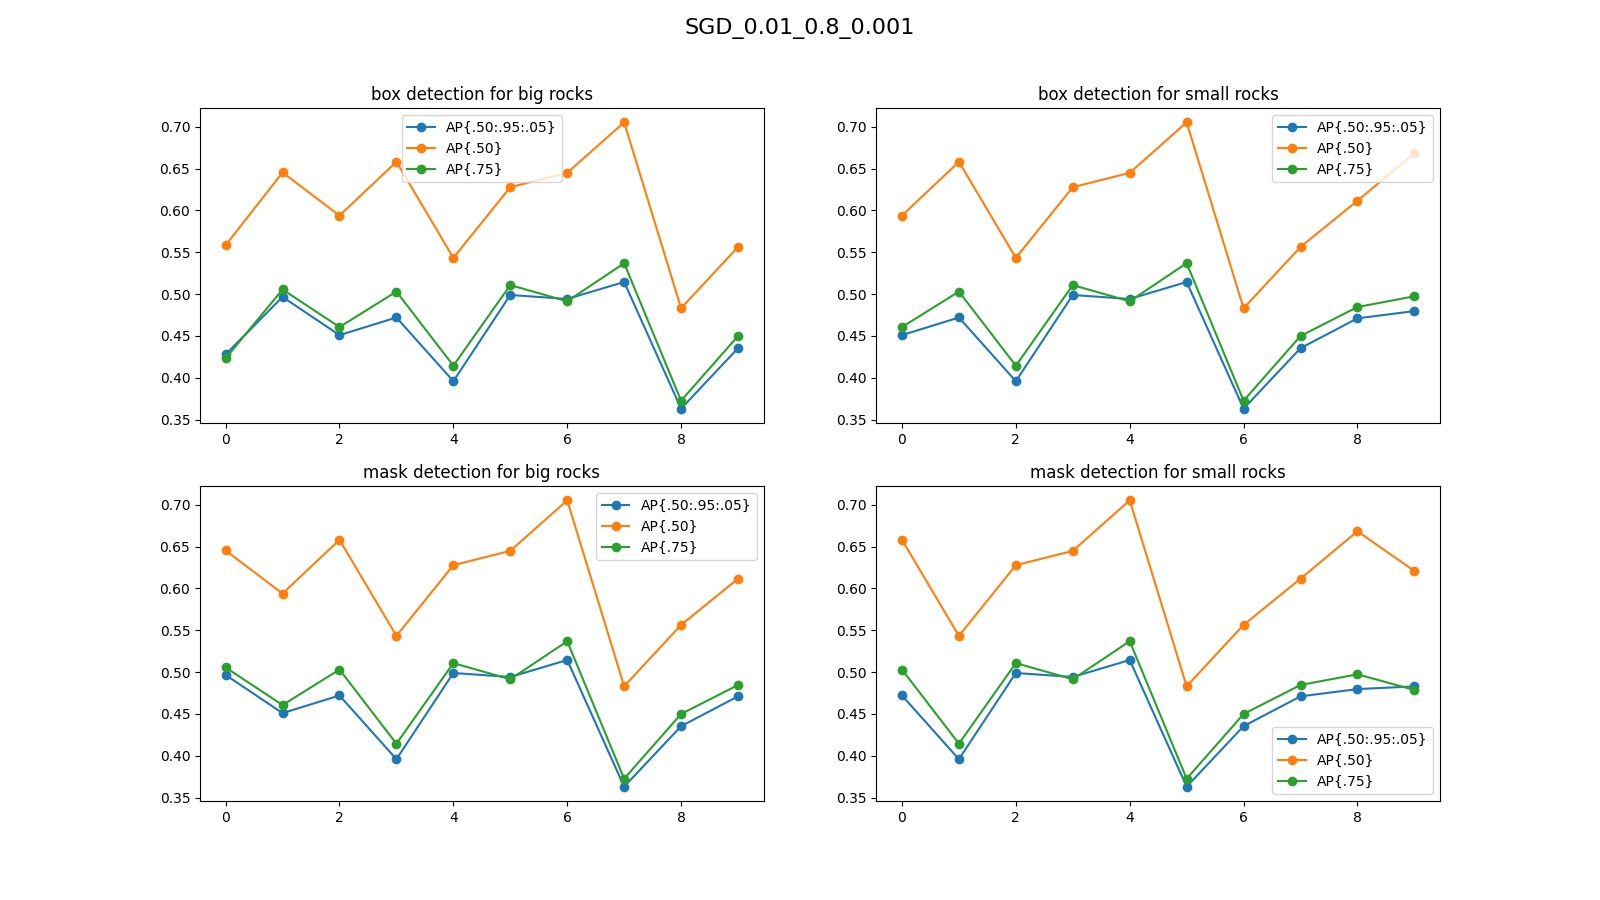 SGD_0.01_0.8_0.001
box detection for big rocks
AP{.50:.95:.05}
AP{.50}
AP{.75}
0.70
0.65
0.60
0.55
0.50
0.45
0.40
0.35
0 2 4 6 8
box detection for small rocks
AP{.50:.95:.05}
AP{.50}
AP{.75}
0.70
0.65
0.60
0.55
0.50
0.45
0.40
0.35
0 2 4 6 8
mask detection for big rocks
AP{.50:.95:.05}
AP{.50}
AP{.75}
0.70
0.65
0.60
0.55
0.50
0.45
0.40
0.35
0 2 4 6 8
mask detection for small rocks
0.70
0.65
0.60
0.55
0.50
0.45
0.40
0.35
AP{.50:.95:.05}
AP{.50}
AP{.75}
0 2 4 6 8